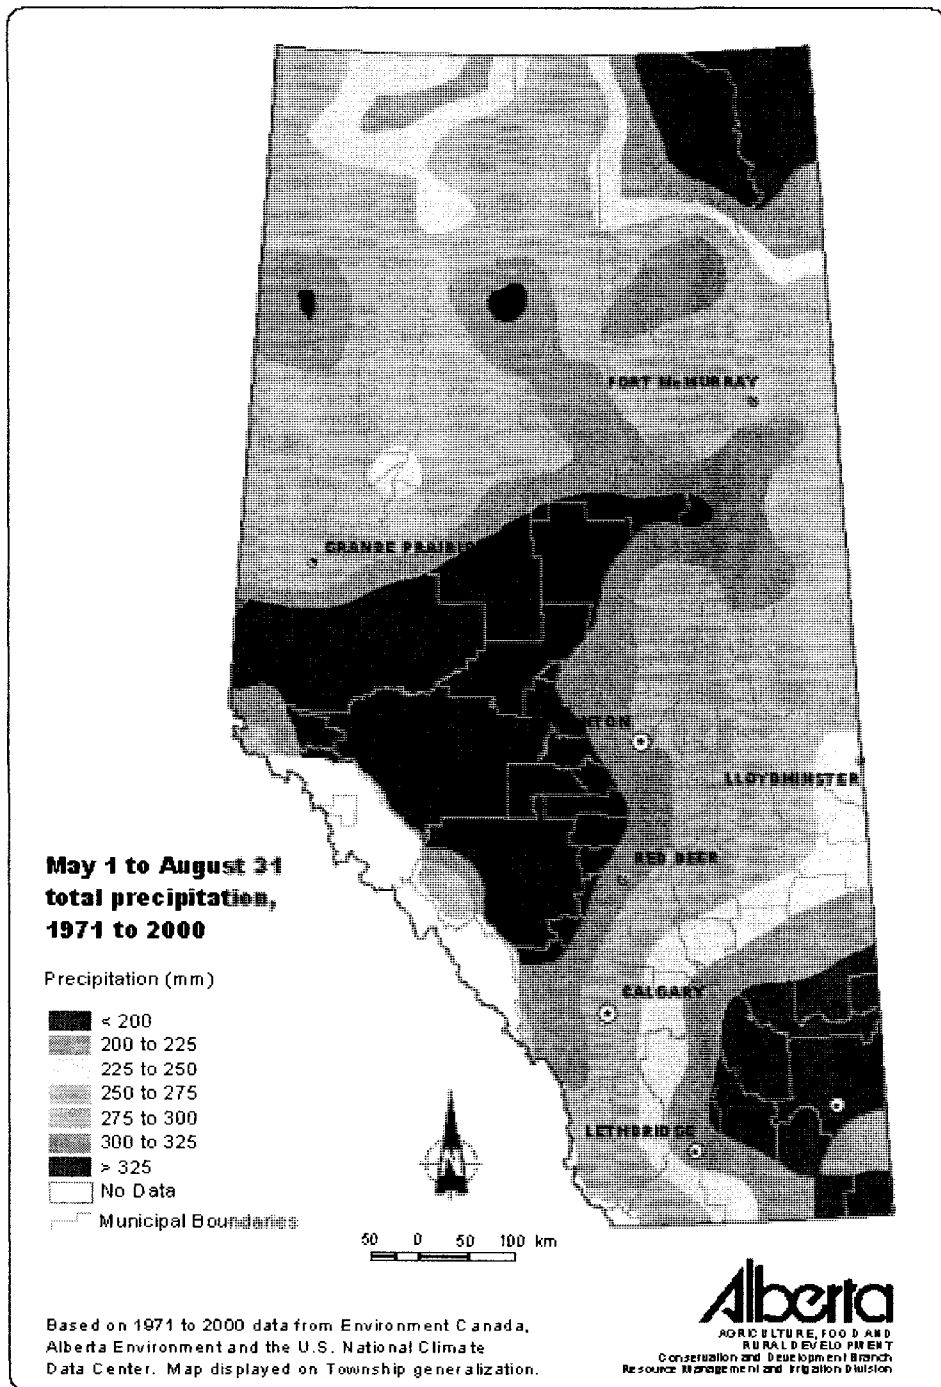 FORT McMURRAY
GRANDE PRAIRIE
TON
LLOYDMINSTER
RED DEER
CALGARY
LETHBRIDGE
May 1 to August 31
total precipitation,
1971 to 2000
Precipitation (mm)
< 200
200 to 225
225 to 250
250 to 275
275 to 300
300 to 325
> 325
No Data
Municipal Boundaries
N
50 0 50 100 km
Based on 1971 to 2000 data from Environment Canada,
Alberta Environment and the U.S. National Climate
Data Center. Map displayed on Township generalization.
Alberta
AGRICULTURE, FOOD AND
RURAL DEVELOPMENT
Conservation and Development Branch
Resource Management and Irrigation Division